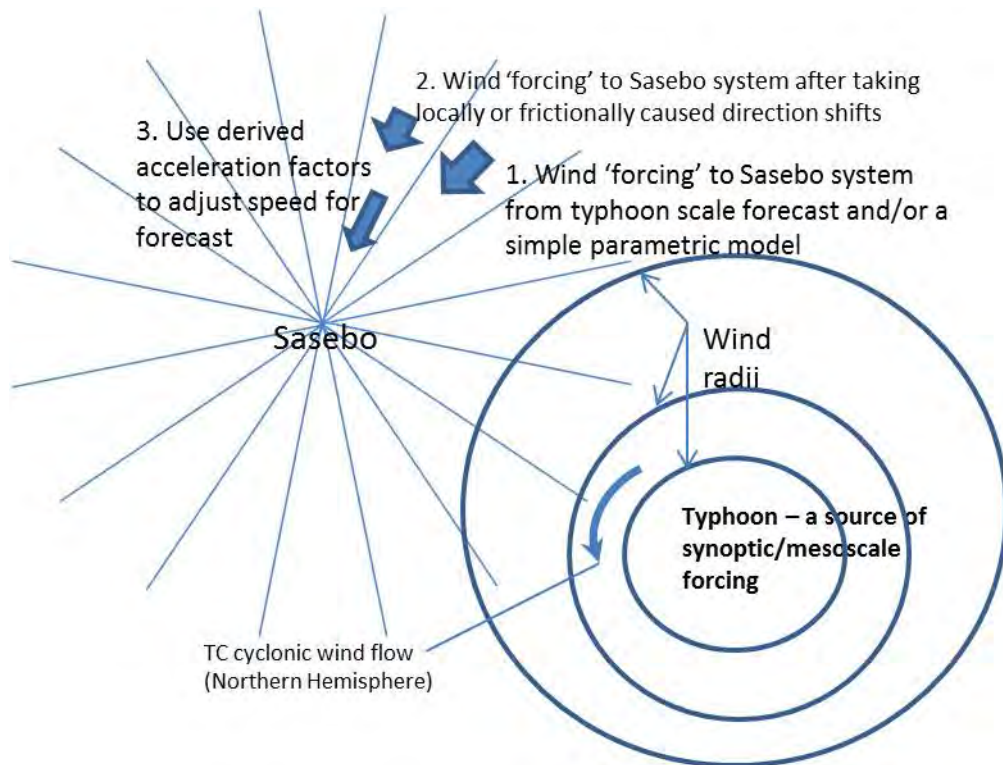 2. Wind ‘forcing’ to Sasebo system after taking
locally or frictionally caused direction shifts
3. Use derived
acceleration factors
to adjust speed for
forecast
1. Wind ‘forcing’ to Sasebo system
from typhoon scale forecast and/or a
simple parametric model
Sasebo
Wind
radii
Typhoon – a source of
synoptic/mesoscale
forcing
TC cyclonic wind flow
(Northern Hemisphere)